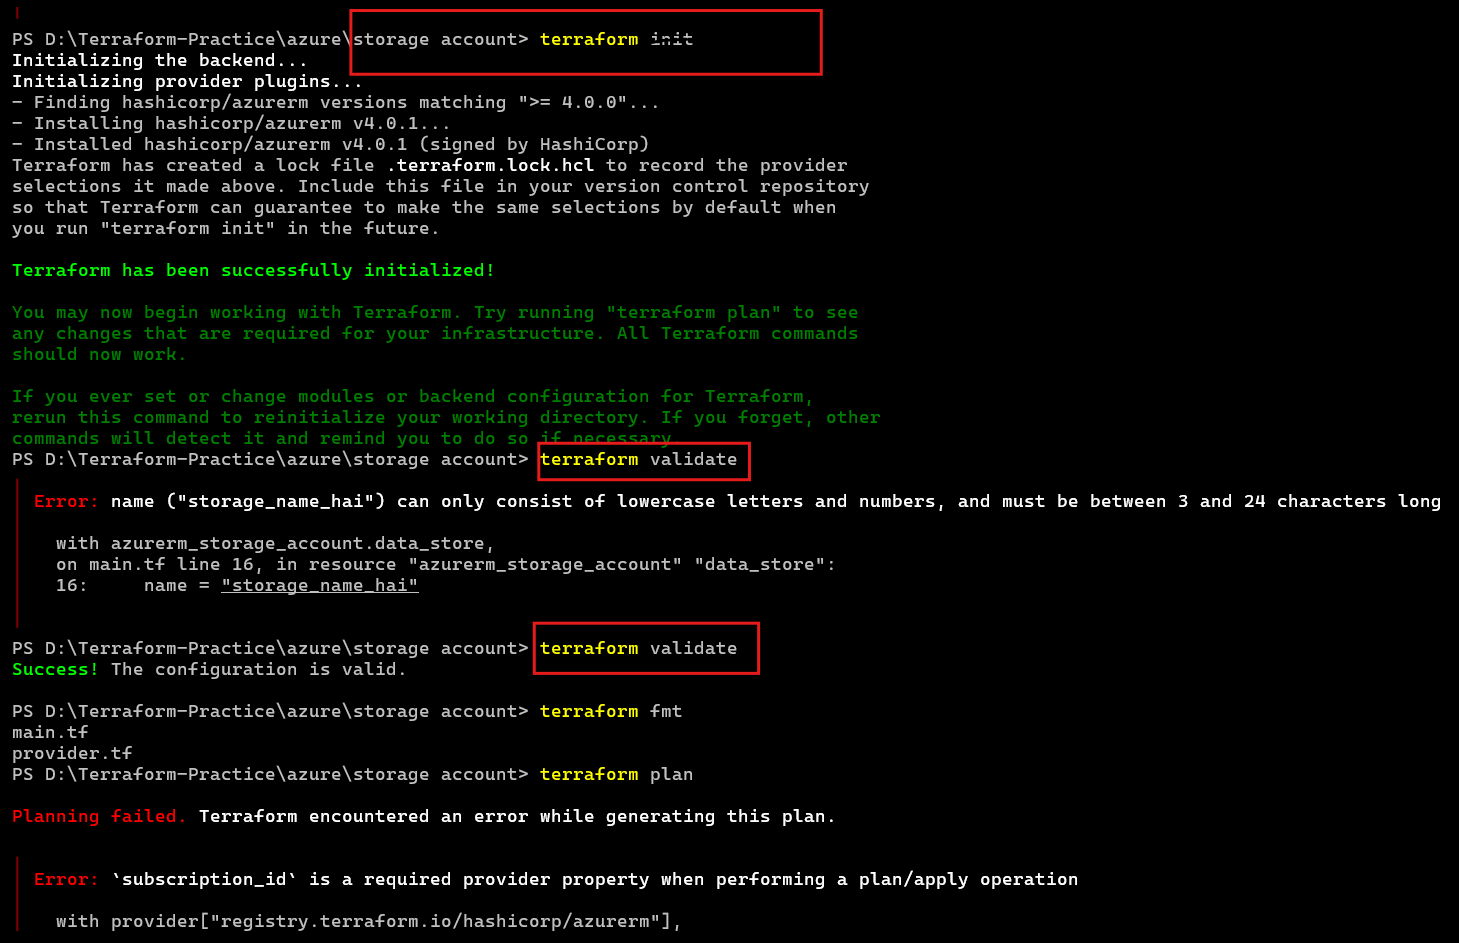 PS D:\Terraform-Practice\azure\storage account> terraform init
Initializing the backend...
Initializing provider plugins...
- Finding hashicorp/azurerm versions matching ">= 4.0.0"...
- Installing hashicorp/azurerm v4.0.1...
- Installed hashicorp/azurerm v4.0.1 (signed by HashiCorp)
Terraform has created a lock file .terraform.lock.hcl to record the provider
selections it made above. Include this file in your version control repository
so that Terraform can guarantee to make the same selections by default when
you run "terraform init" in the future.
Terraform has been successfully initialized!
You may now begin working with Terraform. Try running "terraform plan" to see
any changes that are required for your infrastructure. All Terraform commands
should now work.
If you ever set or change modules or backend configuration for Terraform,
rerun this command to reinitialize your working directory. If you forget, other
commands will detect it and remind you to do so if necessary.
PS D:\Terraform-Practice\azure\storage account> terraform validate
Error: name ("storage_name_hai") can only consist of lowercase letters and numbers, and must be between 3 and 24 characters long
with azurerm_storage_account.data_store,
on main.tf line 16, in resource "azurerm_storage_account" "data_store":
16:     name = "storage_name_hai"
PS D:\Terraform-Practice\azure\storage account> terraform validate
Success! The configuration is valid.
PS D:\Terraform-Practice\azure\storage account> terraform fmt
main.tf
provider.tf
PS D:\Terraform-Practice\azure\storage account> terraform plan
Planning failed. Terraform encountered an error while generating this plan.
Error: `subscription_id` is a required provider property when performing a plan/apply operation
with provider["registry.terraform.io/hashicorp/azurerm"],